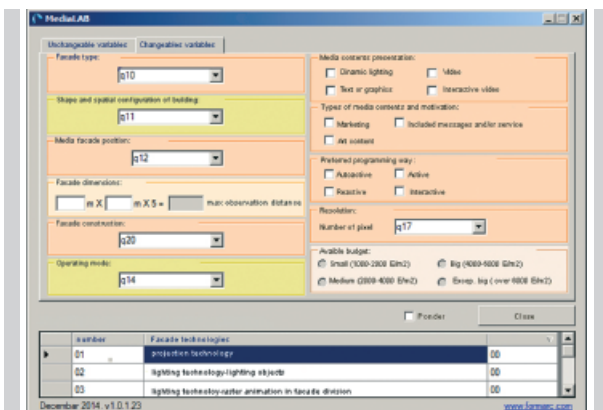 MediaLAB
Unchangeable variables Changeables variables
Facade type:
q10
Shape and spatial configuration of building:
q11
Media facade position:
q12
Facade dimensions:
m X m X 5 = max observation distance
Facade construction:
q20
Operating mode:
q14
Media contents presentation:
Dinamic lighting Video
Text or graphics Interactive video
Types of media contents and motivation:
Marketing Included messages and/or service
Art content
Preferred programming way:
Autoactive Active
Reactive Interactive
Resolution:
Number of pixel q17
Avaible budget:
Small (1000-2000 E/m2) Big (4000-6000 E/m2)
Medium (2000-4000 E/m2) Excep. big ( over 6000 E/m2)
Ponder Close
number Facade technologies
01 projection technology 00
02 lighting technology-lighting objects 00
03 lighting technoloy-raster animation in facade division 00
Decembar 2014. v1.0.1.23 www.formarc.com